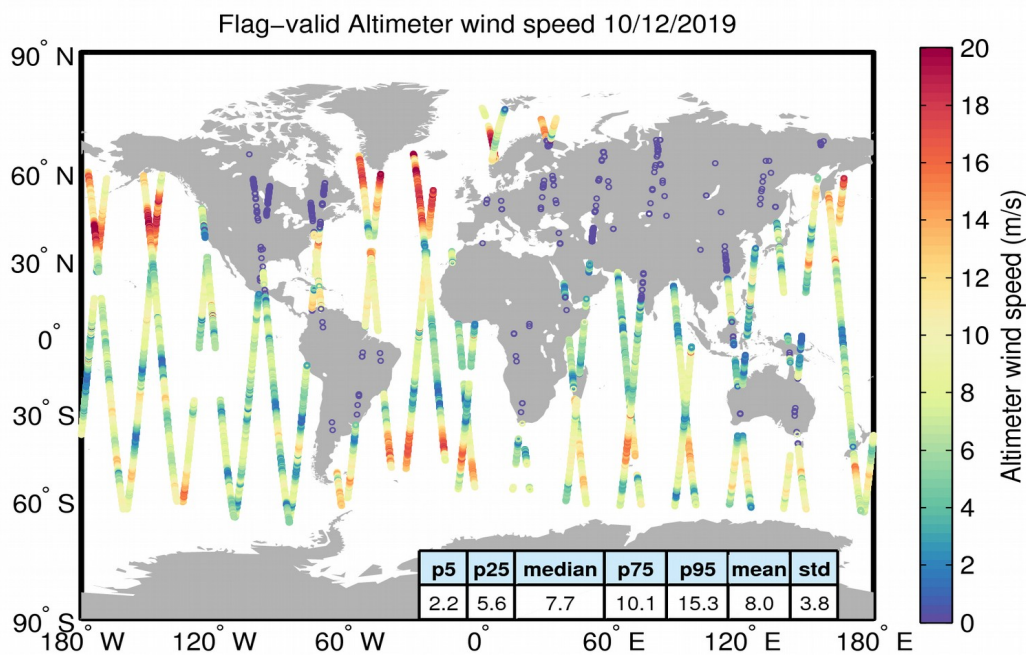 Flag−valid Altimeter wind speed 10/12/2019
90° N
60° N
30° N
0°
30° S
60° S
90° S
180° W
120° W
60° W
0°
60° E
120° E
180° E
p5 p25 median p75 p95 mean std
2.2 5.6 7.7 10.1 15.3 8.0 3.8
20
18
16
14
12
10
8
6
4
2
0
Altimeter wind speed (m/s)